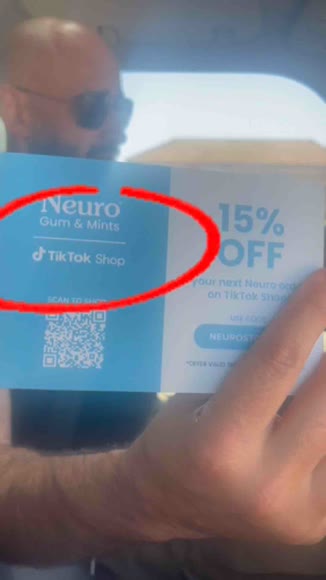 Neuro
Gum & Mints
TikTok Shop
SCAN TO SHOP
15%
OFF
your next Neuro
on TikTok Shop
USE CODE
*OFFER VALID